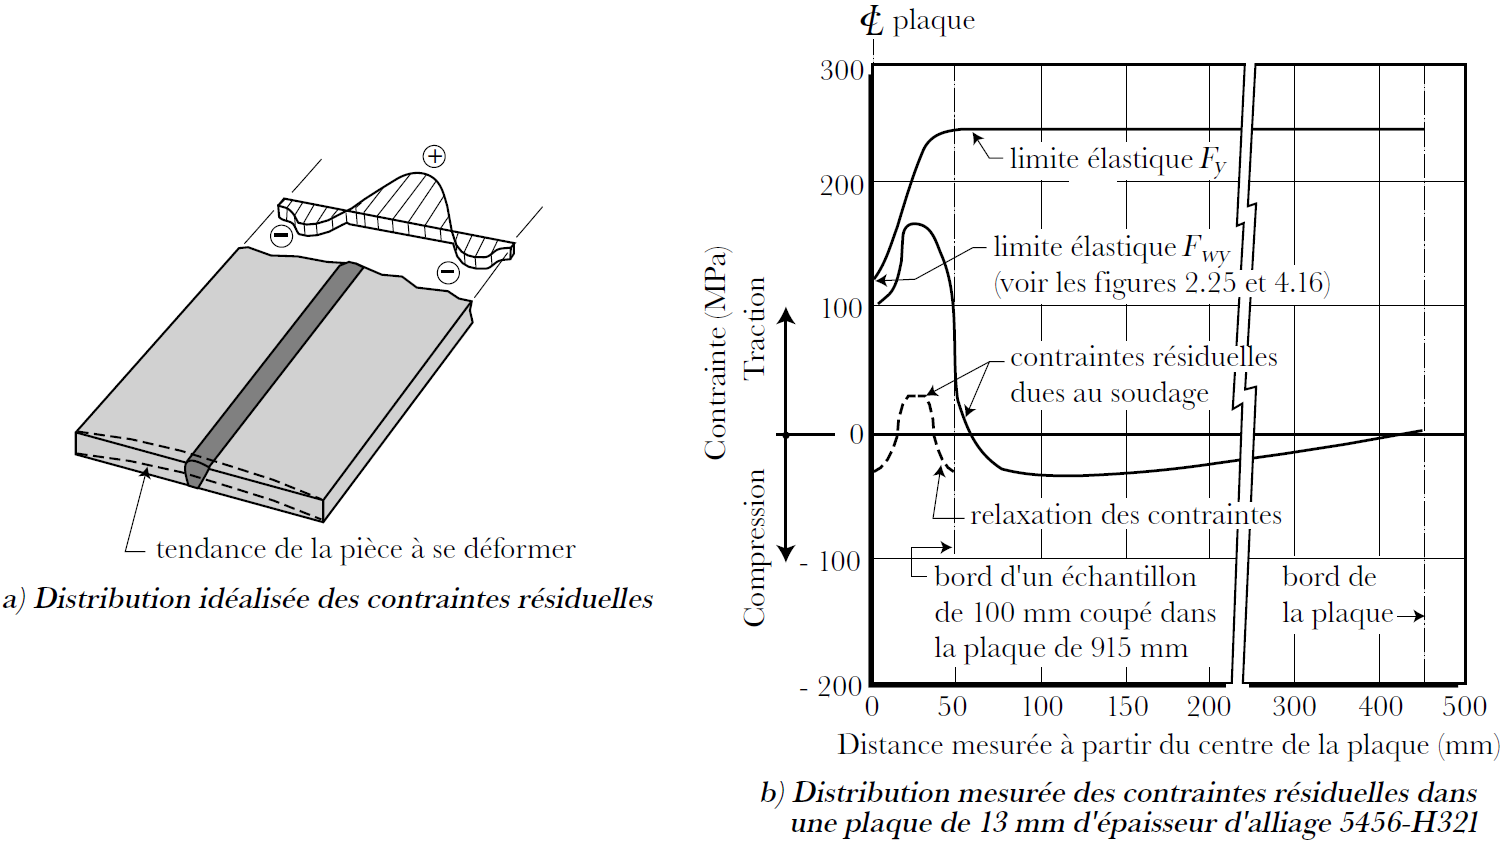 +
−
−
tendance de la pièce à se déformer
a) Distribution idéalisée des contraintes résiduelles
℄ plaque
300
200
100
0
- 100
- 200
Contrainte (MPa)
Traction
Compression
limite élastique Fy
limite élastique Fwy
(voir les figures 2.25 et 4.16)
contraintes résiduelles
dues au soudage
relaxation des contraintes
bord d'un échantillon
de 100 mm coupé dans
la plaque de 915 mm
bord de
la plaque
0 50 100 150 200 300 400 500
Distance mesurée à partir du centre de la plaque (mm)
b) Distribution mesurée des contraintes résiduelles dans
une plaque de 13 mm d'épaisseur d'alliage 5456-H321